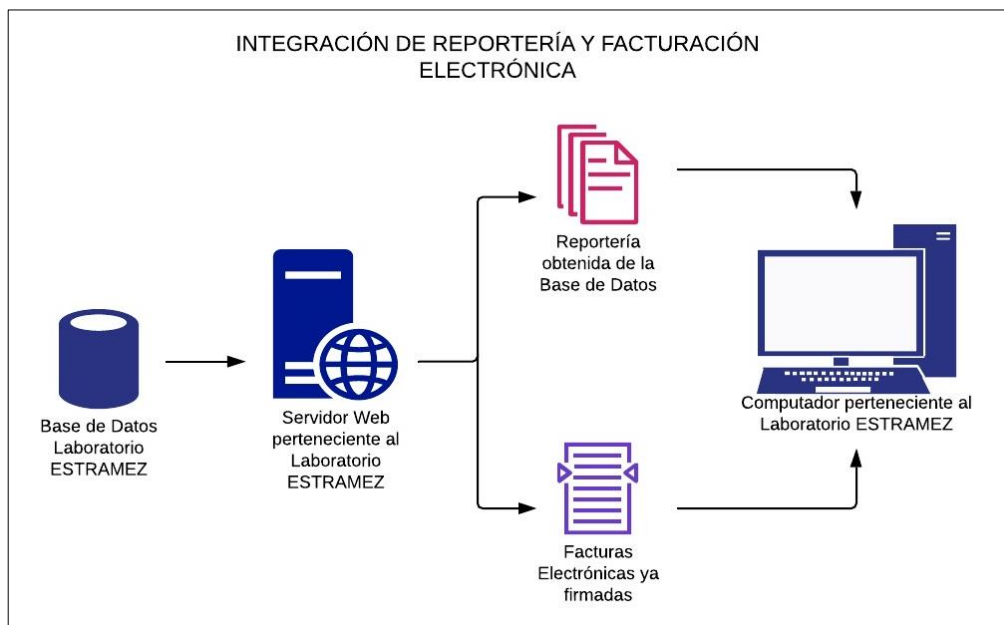 INTEGRACIÓN DE REPORTERÍA Y FACTURACIÓN
ELECTRÓNICA
Reportería
obtenida de la
Base de Datos
Base de Datos
Laboratorio
ESTRAMEZ
Servidor Web
perteneciente al
Laboratorio
ESTRAMEZ
Computador perteneciente al
Laboratorio ESTRAMEZ
Facturas
Electrónicas ya
firmadas